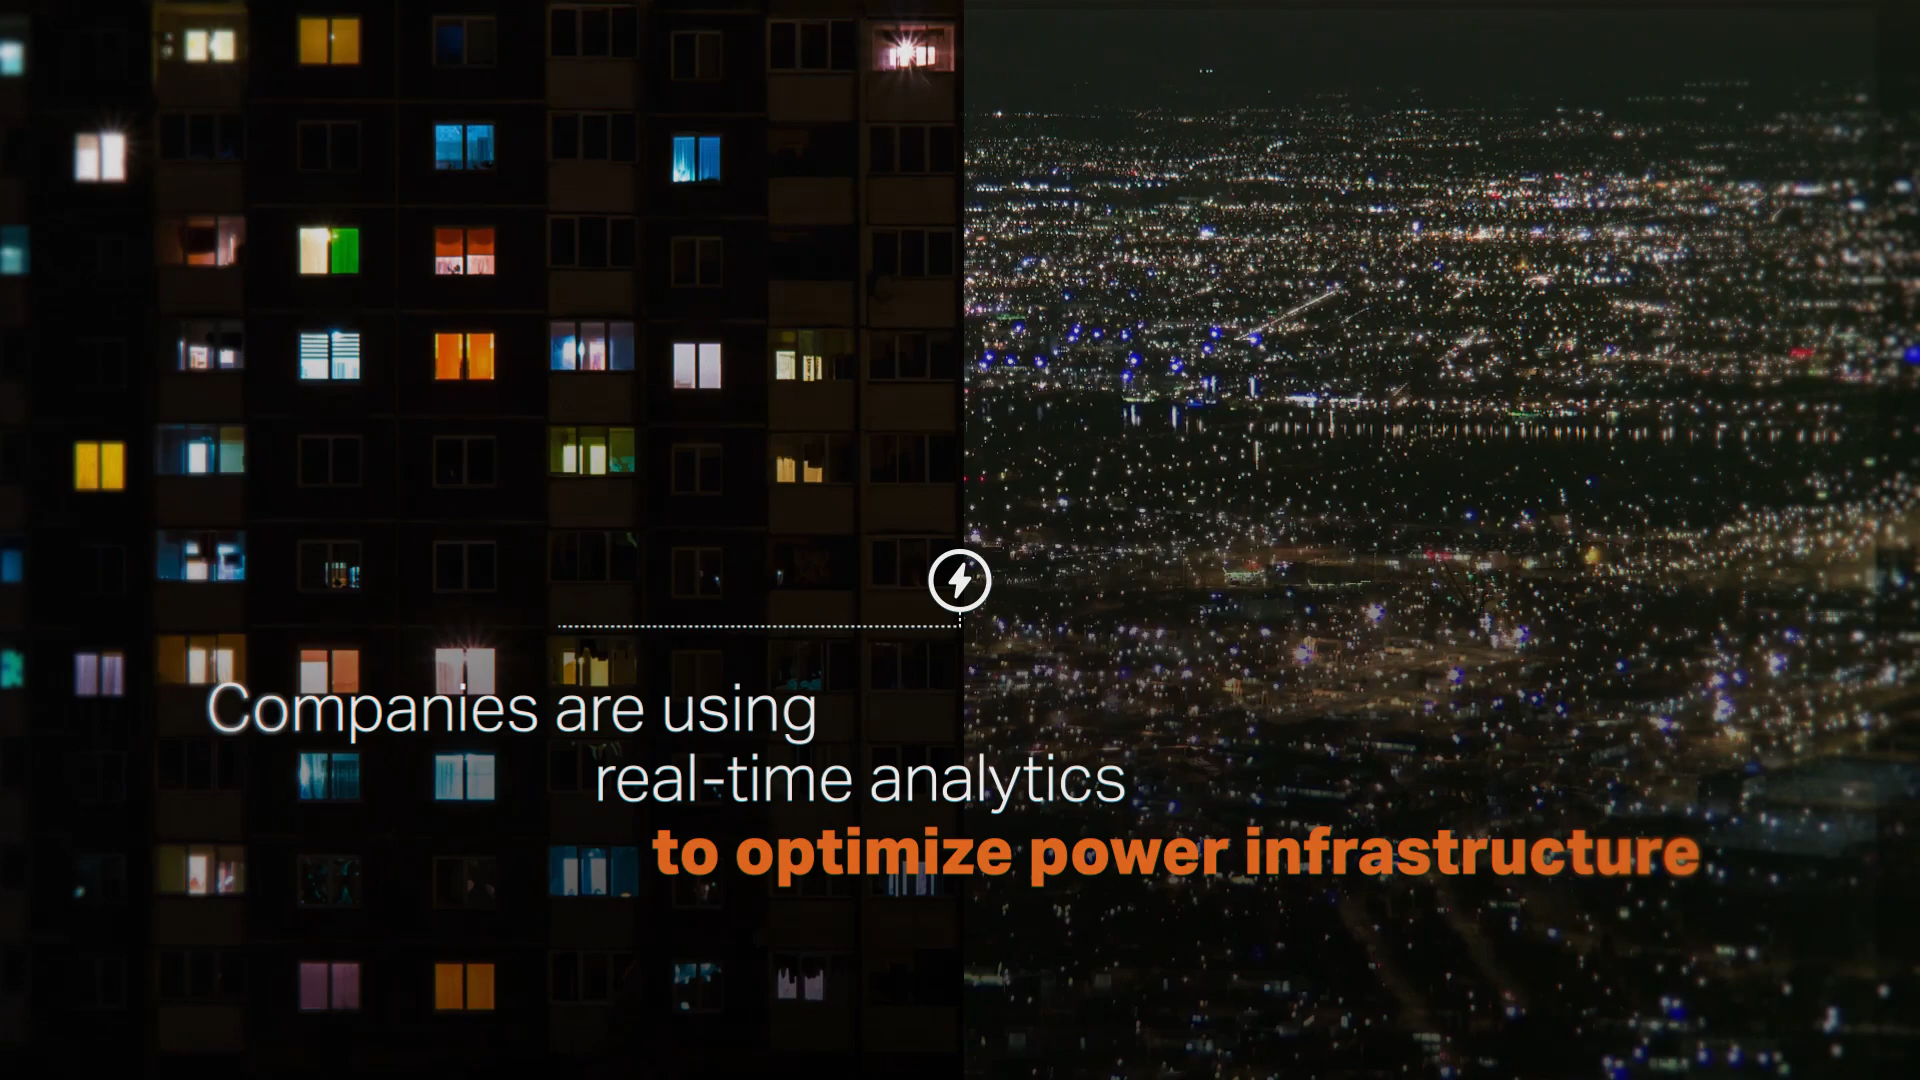 Companies are using
real-time analytics
to optimize power infrastructure